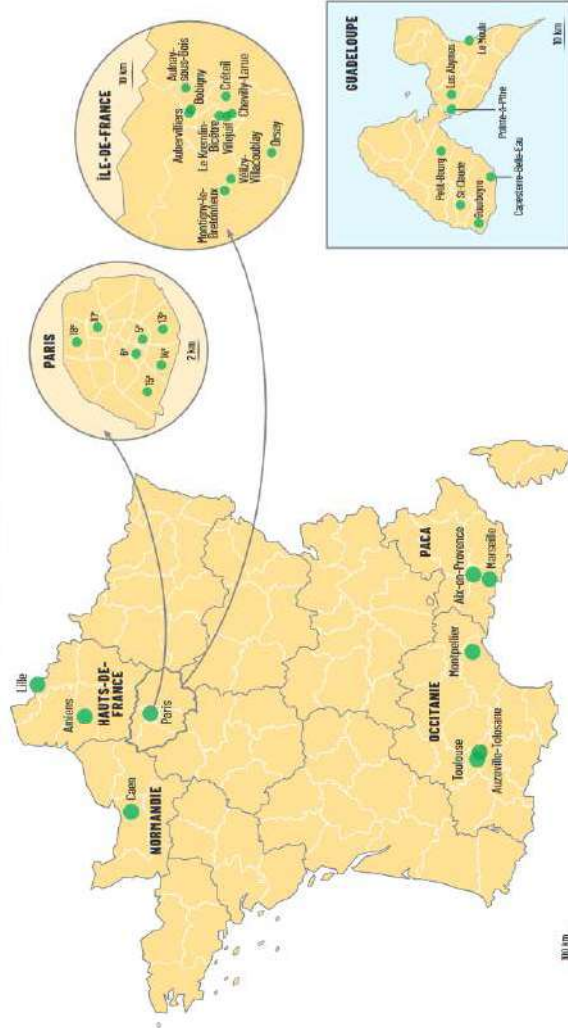 Lille
Amiens
HAUTS-DE-
FRANCE
Caen
NORMANDIE
Paris
OCCITANIE
Toulouse
Auzeville-Tolosane
Montpellier
PACA
Aix-en-Provence
Marseille
100 km
PARIS
18e
17e
6e
5e
15e
14e
13e
2 km
ÎLE-DE-FRANCE
10 km
Aulnay-
sous-Bois
Aubervilliers
Bobigny
Le Kremlin-
Bicêtre
Villejuif
Créteil
Chevilly-Larue
Vélizy-
Villacoublay
Montigny-le-
Bretonneux
Orsay
GUADELOUPE
Petit-Bourg
St-Claude
Gourbeyre
Capesterre-Belle-Eau
Les Abymes
Le Moule
Pointe-à-Pitre
10 km